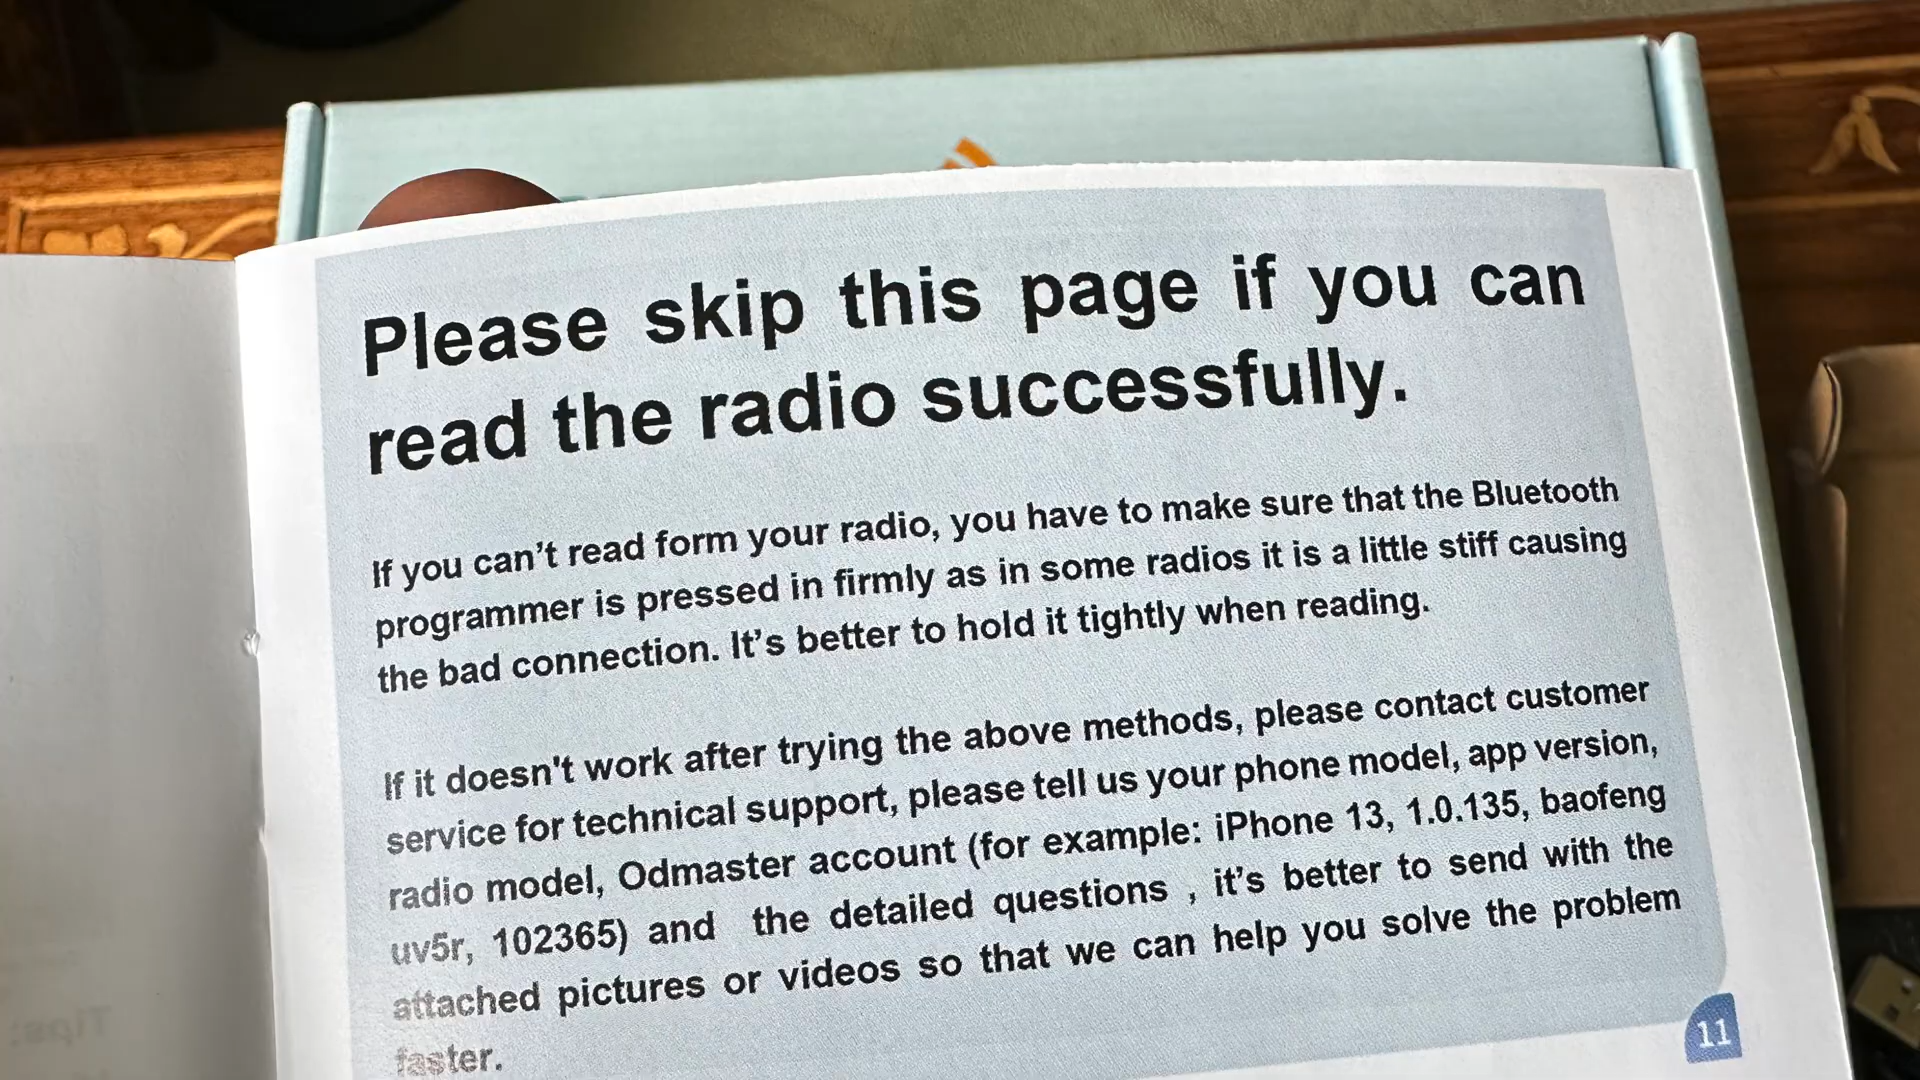 Please skip this page if you can
read the radio successfully.
If you can't read form your radio, you have to make sure that the Bluetooth
programmer is pressed in firmly as in some radios it is a little stiff causing
the bad connection. It's better to hold it tightly when reading.
If it doesn't work after trying the above methods, please contact customer
service for technical support, please tell us your phone model, app version,
radio model, Odmaster account (for example: iPhone 13, 1.0.135, baofeng
uv5r, 102365) and the detailed questions , it's better to send with the
attached pictures or videos so that we can help you solve the problem
faster.
11
Tips: